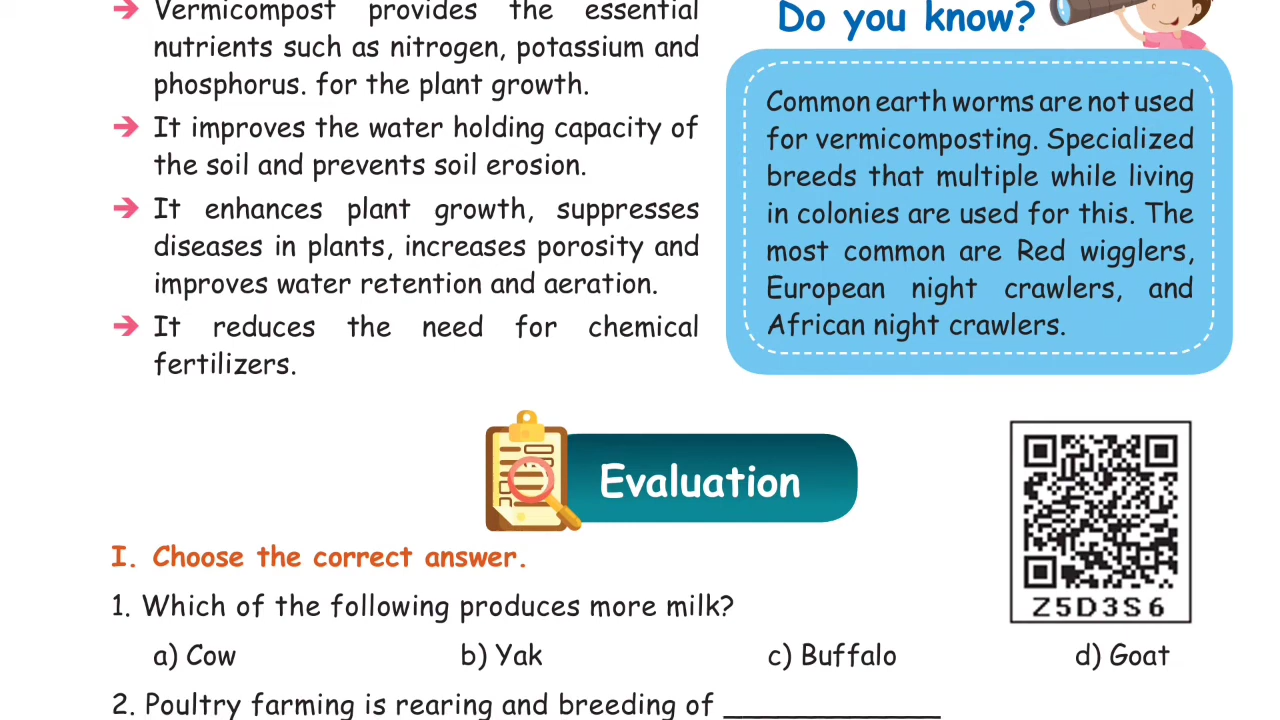 ➔ Vermicompost provides the essential
nutrients such as nitrogen, potassium and
phosphorus. for the plant growth.
➔ It improves the water holding capacity of
the soil and prevents soil erosion.
➔ It enhances plant growth, suppresses
diseases in plants, increases porosity and
improves water retention and aeration.
➔ It reduces the need for chemical
fertilizers.
Do you know?
Common earth worms are not used
for vermicomposting. Specialized
breeds that multiple while living
in colonies are used for this. The
most common are Red wigglers,
European night crawlers, and
African night crawlers.
Evaluation
Z5D3S6
I. Choose the correct answer.
1. Which of the following produces more milk?
a) Cow b) Yak c) Buffalo d) Goat
2. Poultry farming is rearing and breeding of ______________